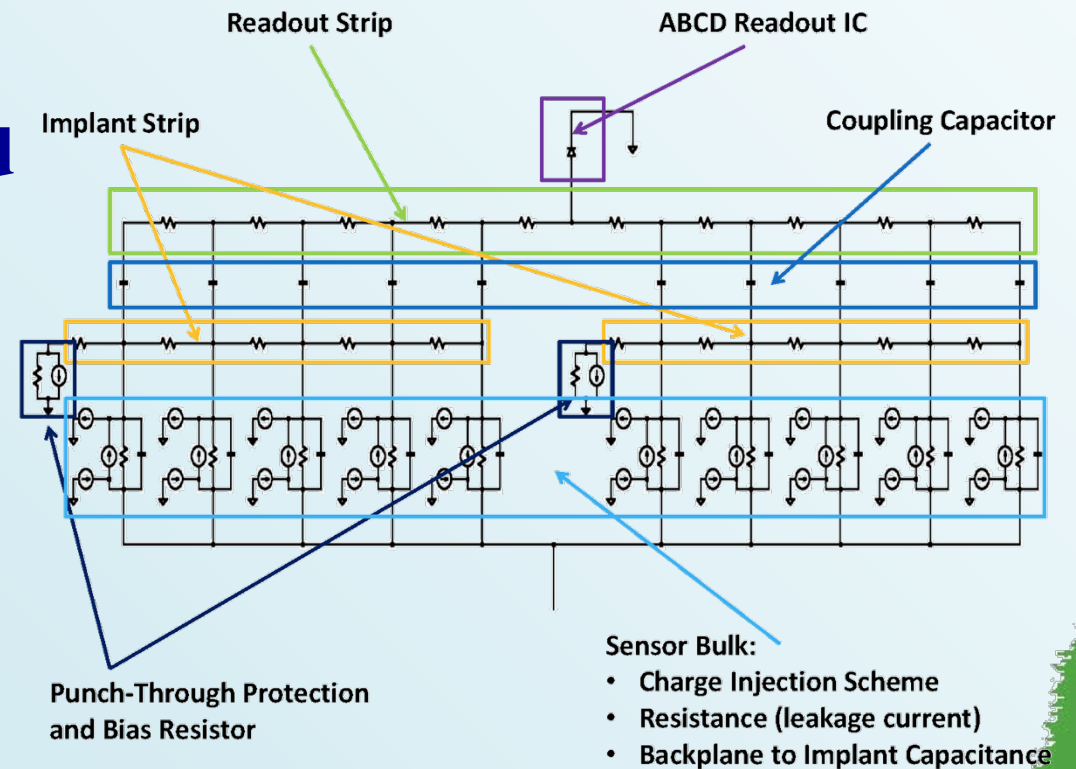 Readout Strip
ABCD Readout IC
Implant Strip
Coupling Capacitor
Punch-Through Protection
and Bias Resistor
Sensor Bulk:
• Charge Injection Scheme
• Resistance (leakage current)
• Backplane to Implant Capacitance